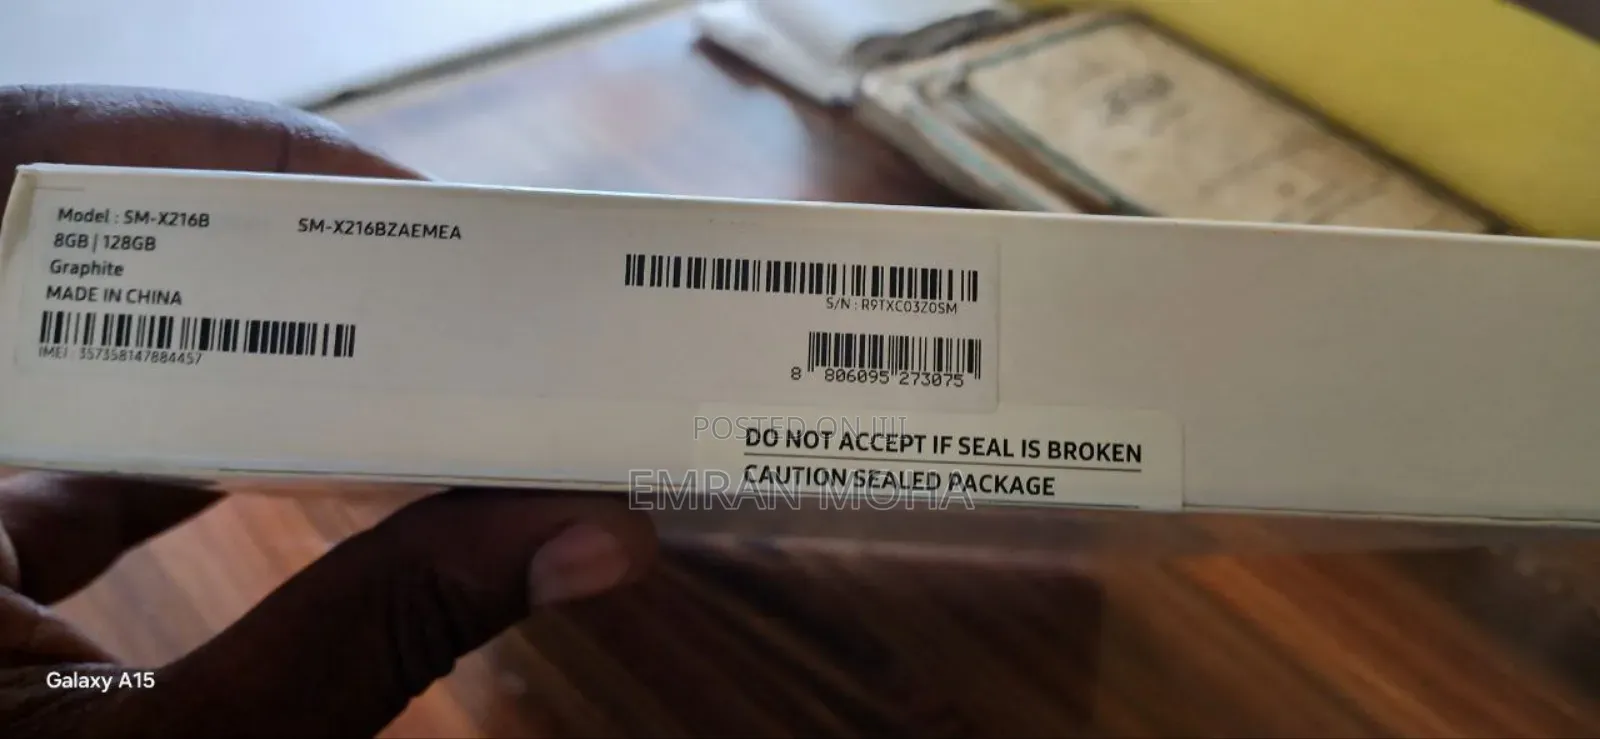 Model : SM-X216B
SM-X216BZAEMEA
8GB | 128GB
Graphite
MADE IN CHINA
IMEI : 357358147884457
S/N : R9TXC03Z0SM
8 806095 273075
POSTED ON JIJI
DO NOT ACCEPT IF SEAL IS BROKEN
CAUTION SEALED PACKAGE
EMRAN MOHA
Galaxy A15